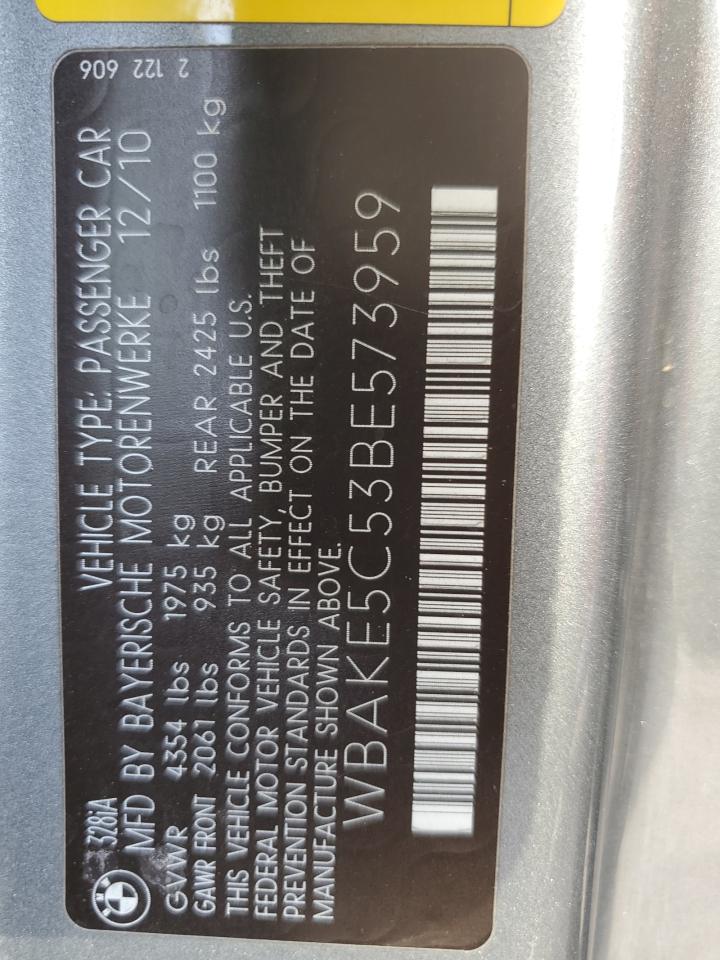 328iA VEHICLE TYPE: PASSENGER CAR 2 122 606
MFD BY BAYERISCHE MOTORENWERKE 12/10
GVWR 4354 lbs 1975 kg
GAWR FRONT 2061 lbs 935 kg REAR 2425 lbs 1100 kg
THIS VEHICLE CONFORMS TO ALL APPLICABLE U.S.
FEDERAL MOTOR VEHICLE SAFETY, BUMPER AND THEFT
PREVENTION STANDARDS IN EFFECT ON THE DATE OF
MANUFACTURE SHOWN ABOVE.
WBAKE5C53BE573959